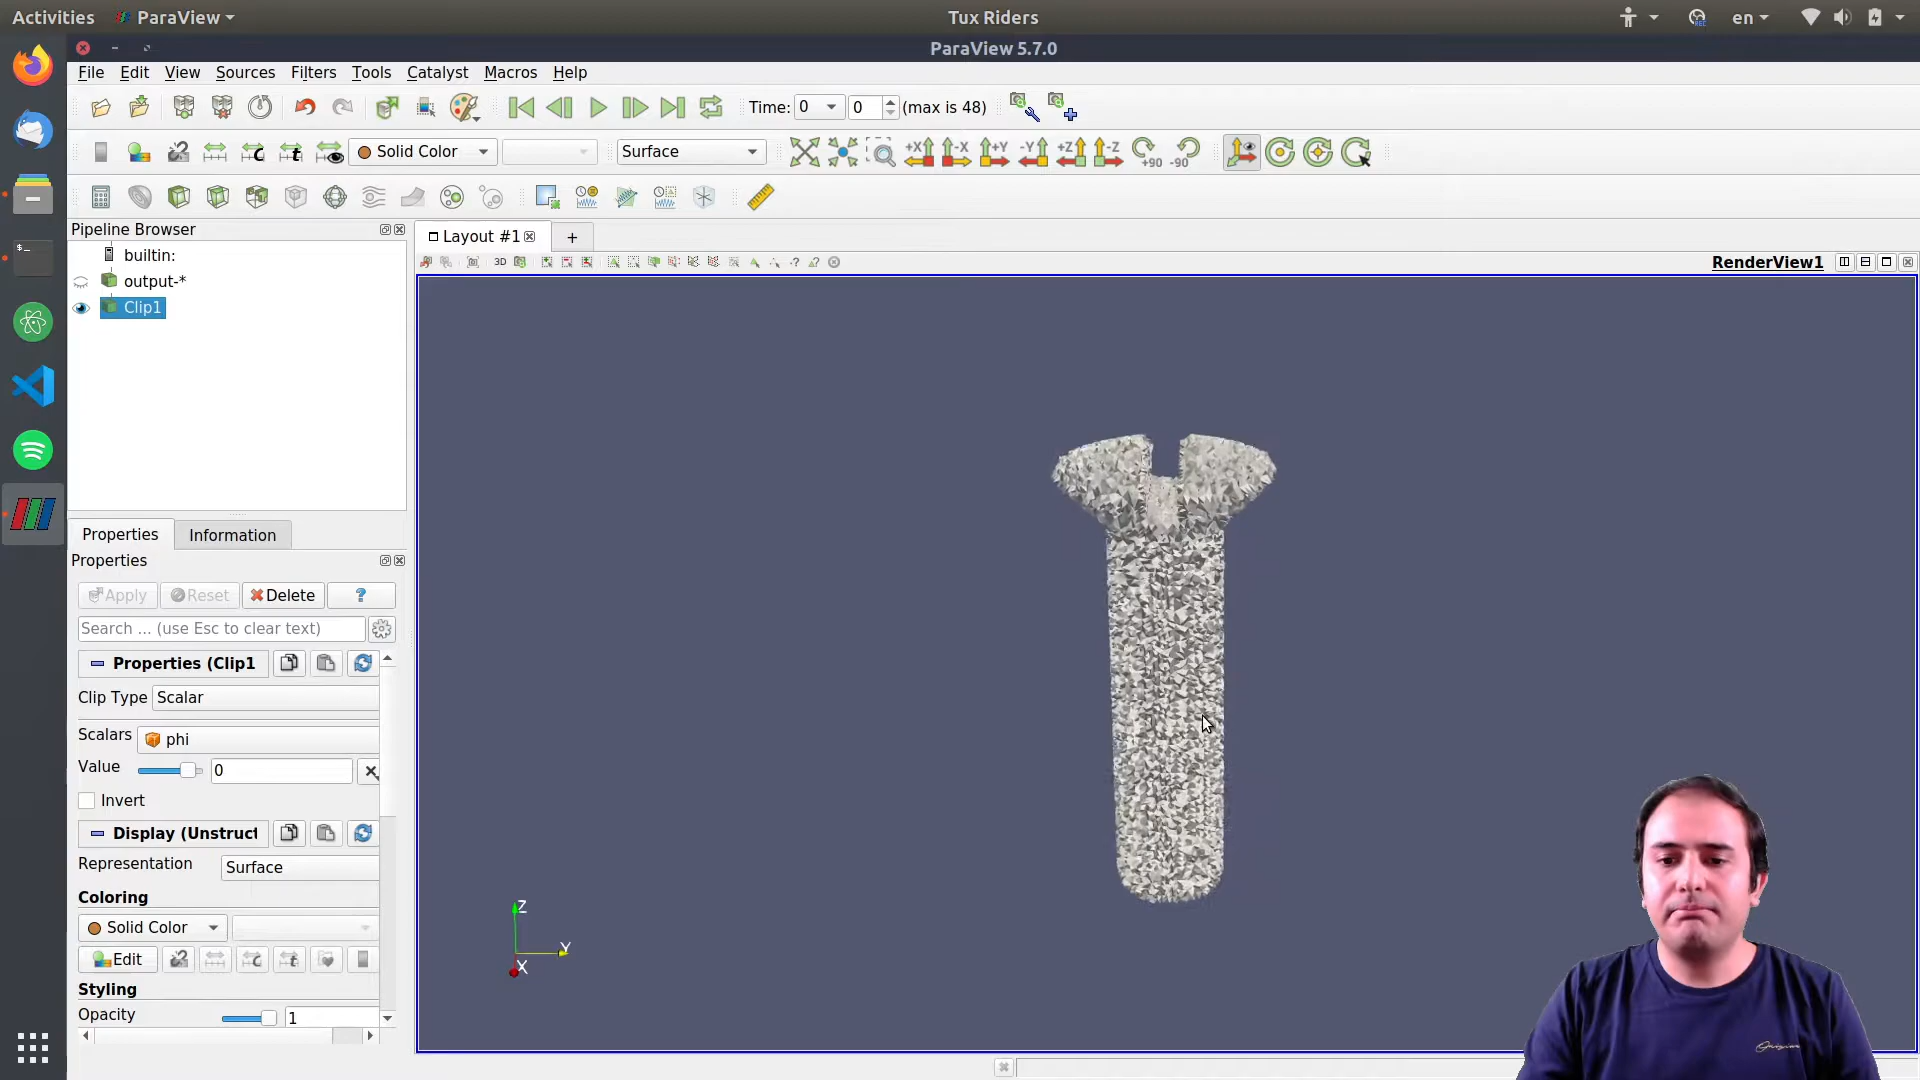 Activities ParaView Tux Riders en
ParaView 5.7.0
File Edit View Sources Filters Tools Catalyst Macros Help
Time: 0 0 (max is 48)
Solid Color Surface +X -X +Y -Y +Z -Z +90 -90
Pipeline Browser
Layout #1 +
builtin:
3D RenderView1
output-*
Clip1
Properties Information
Properties
Apply Reset Delete ?
Search ... (use Esc to clear text)
Properties (Clip1
Clip Type Scalar
Scalars phi
Value 0
Invert
Display (Unstruct
Representation Surface
Coloring
Solid Color
Edit
Styling
Opacity 1
Z
Y
X